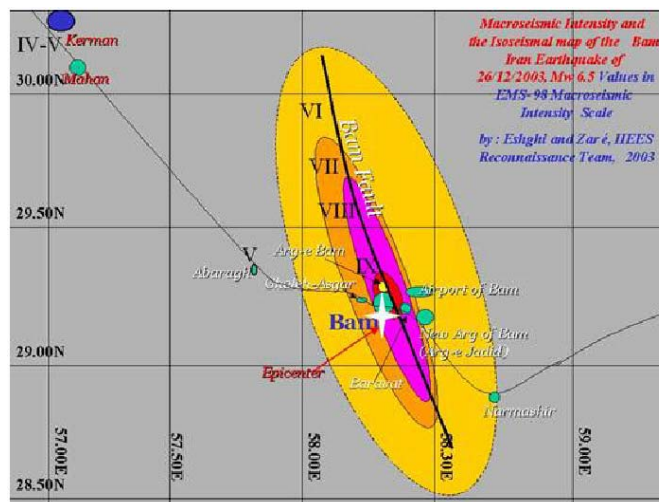 Macroseismic Intensity and
the Isoseismal map of the Bam
Iran Earthquake of
26/12/2003, Mw 6.5 Values in
EMS-98 Macroseismic
Intensity Scale
by : Eshghi and Zaré, IIEES
Reconnaissance Team, 2003
IV-V
Kerman
30.00N
Mahan
VI
Bam Fault
VII
29.50N
VIII
V
Arg-e Bam
IX
Abaragh
Ghaleh-Asgar
Airport of Bam
Bam
New Arg of Bam
(Arg-e Jadid)
29.00N
Epicenter
Baravat
Narmashir
57.00E
57.50E
58.00E
58.30E
59.00E
28.50N